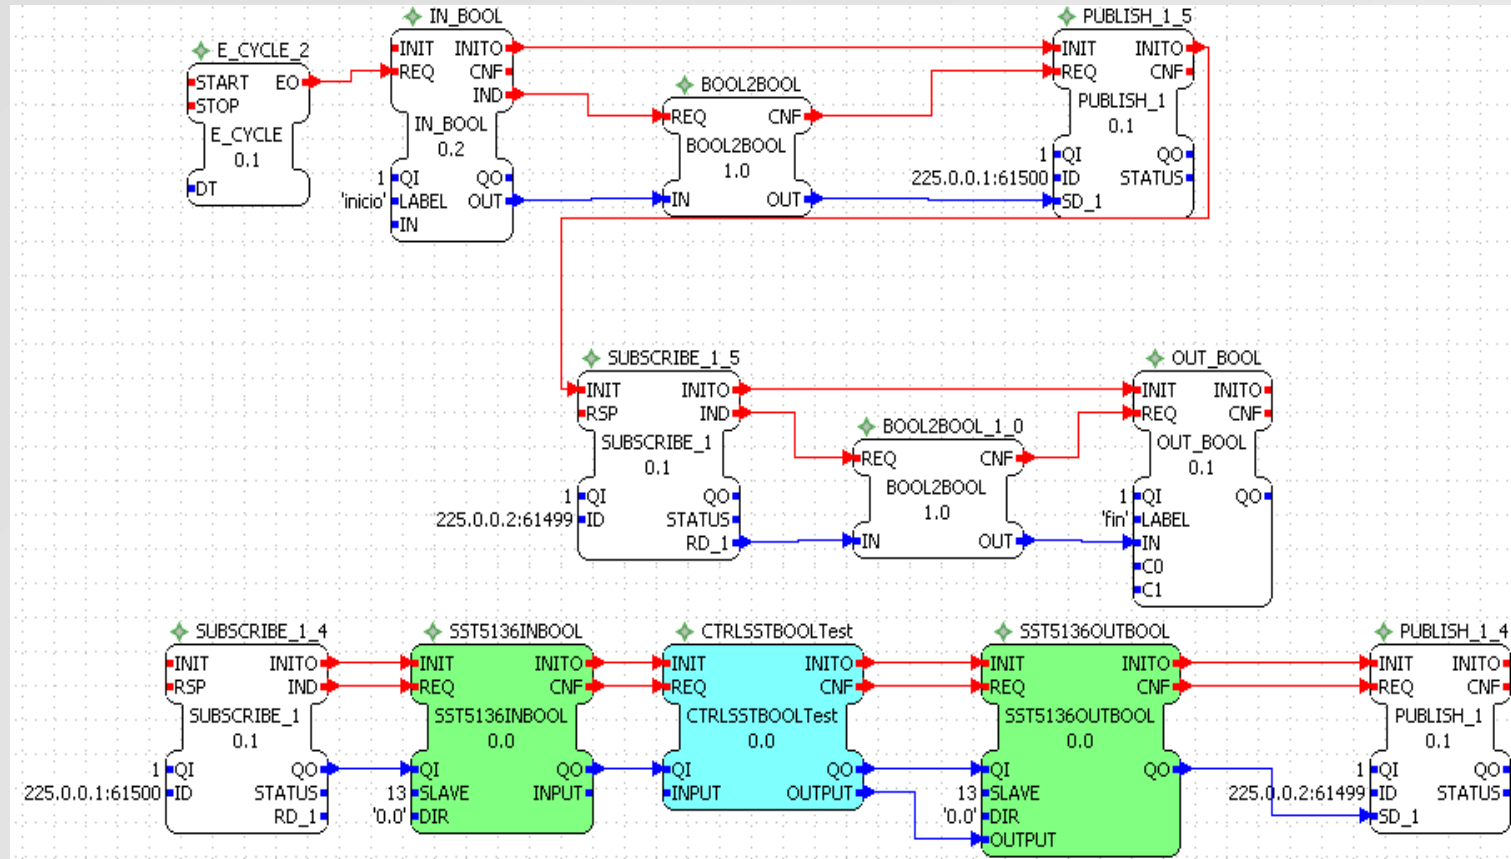 IN_BOOL
PUBLISH_1_5
E_CYCLE_2
INIT INITO
INIT INITO
START EO
REQ CNF
BOOL2BOOL
REQ CNF
STOP
IND
REQ CNF
PUBLISH_1
E_CYCLE
IN_BOOL
BOOL2BOOL
0.1
0.1
0.2
1.0
1 QI QO
DT
1 QI QO
225.0.0.1:61500 ID STATUS
'inicio' LABEL OUT
IN OUT
SD_1
IN
SUBSCRIBE_1_5
OUT_BOOL
INIT INITO
INIT INITO
RSP IND
BOOL2BOOL_1_0
REQ CNF
SUBSCRIBE_1
REQ CNF
OUT_BOOL
0.1
BOOL2BOOL
0.1
1 QI QO
1.0
1 QI QO
225.0.0.2:61499 ID STATUS
'fin' LABEL
RD_1
IN OUT
IN
C0
C1
SUBSCRIBE_1_4
SST5136INBOOL
CTRLSSTBOOLTest
SST5136OUTBOOL
PUBLISH_1_4
INIT INITO
INIT INITO
INIT INITO
INIT INITO
INIT INITO
RSP IND
REQ CNF
REQ CNF
REQ CNF
REQ CNF
SUBSCRIBE_1
SST5136INBOOL
CTRLSSTBOOLTest
SST5136OUTBOOL
PUBLISH_1
0.1
0.0
0.0
0.0
0.1
1 QI QO
QI QO
QI QO
QI QO
1 QI QO
225.0.0.1:61500 ID STATUS
13 SLAVE INPUT
INPUT OUTPUT
13 SLAVE
225.0.0.2:61499 ID STATUS
RD_1
'0.0' DIR
'0.0' DIR
SD_1
OUTPUT